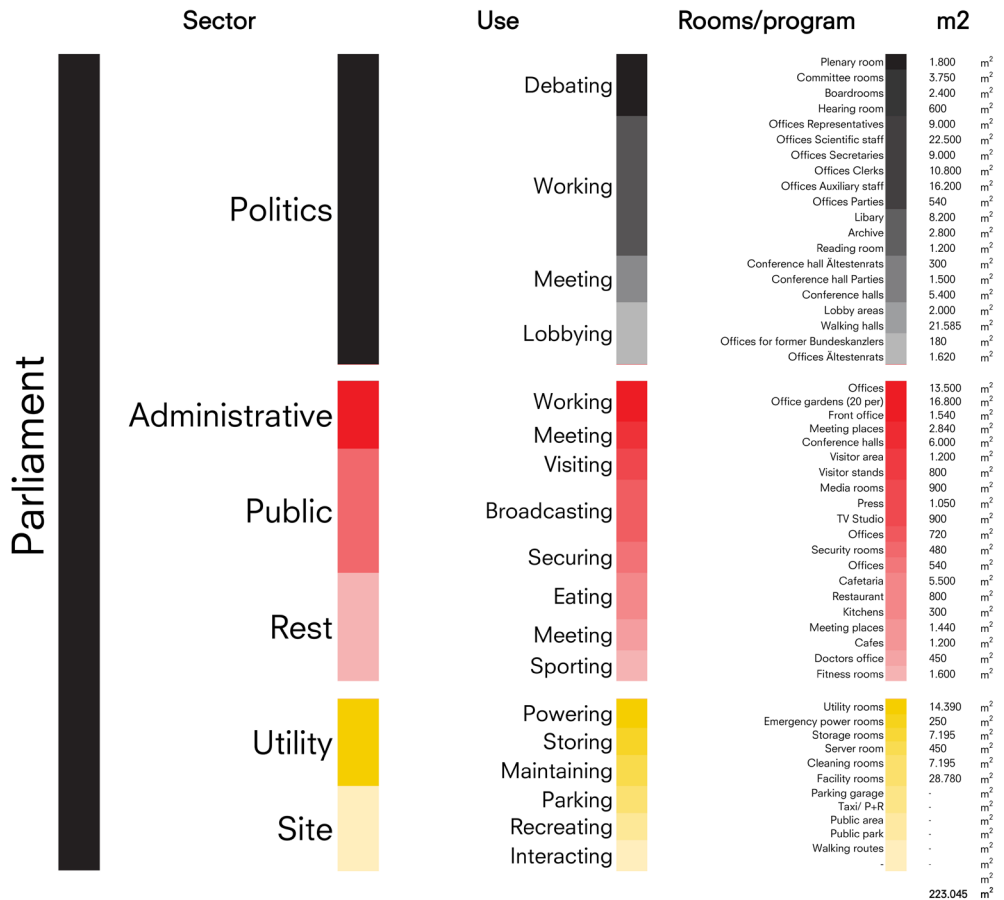 Sector Use Rooms/program m2
Parliament
Politics
Administrative
Public
Rest
Utility
Site
Debating
Working
Meeting
Lobbying
Working
Meeting
Visiting
Broadcasting
Securing
Eating
Meeting
Sporting
Powering
Storing
Maintaining
Parking
Recreating
Interacting
Plenary room 1.800 m²
Committee rooms 3.750 m²
Boardrooms 2.400 m²
Hearing room 600 m²
Offices Representatives 9.000 m²
Offices Scientific staff 22.500 m²
Offices Secretaries 9.000 m²
Offices Clerks 10.800 m²
Offices Auxiliary staff 16.200 m²
Offices Parties 540 m²
Libary 8.200 m²
Archive 2.800 m²
Reading room 1.200 m²
Conference hall Ältestenrats 300 m²
Conference hall Parties 1.500 m²
Conference halls 5.400 m²
Lobby areas 2.000 m²
Walking halls 21.585 m²
Offices for former Bundeskanzlers 180 m²
Offices Ältestenrats 1.620 m²
Offices 13.500 m²
Office gardens (20 per) 16.800 m²
Front office 1.540 m²
Meeting places 2.840 m²
Conference halls 6.000 m²
Visitor area 1.200 m²
Visitor stands 800 m²
Media rooms 900 m²
Press 1.050 m²
TV Studio 900 m²
Offices 720 m²
Security rooms 480 m²
Offices 540 m²
Cafetaria 5.500 m²
Restaurant 800 m²
Kitchens 300 m²
Meeting places 1.440 m²
Cafes 1.200 m²
Doctors office 450 m²
Fitness rooms 1.600 m²
Utility rooms 14.390 m²
Emergency power rooms 250 m²
Storage rooms 7.195 m²
Server room 450 m²
Cleaning rooms 7.195 m²
Facility rooms 28.780 m²
Parking garage - m²
Taxi/ P+R - m²
Public area - m²
Public park - m²
Walking routes - m²
- - m²
m²
223.045 m²